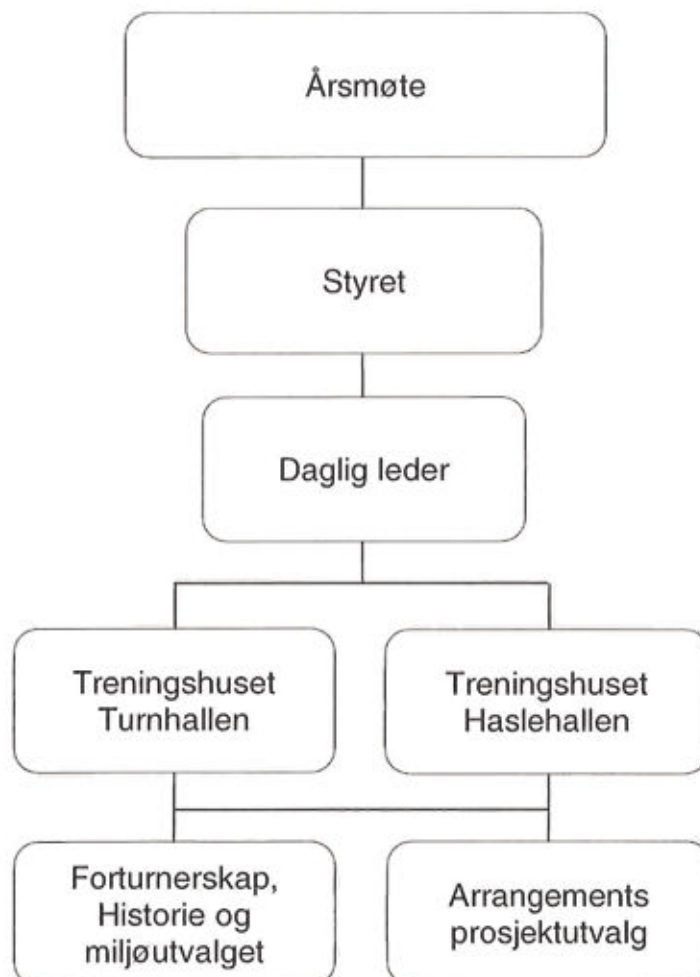 Årsmøte
Styret
Daglig leder
Treningshuset
Turnhallen
Treningshuset
Haslehallen
Forturnerskap,
Historie og
miljøutvalget
Arrangements
prosjektutvalg